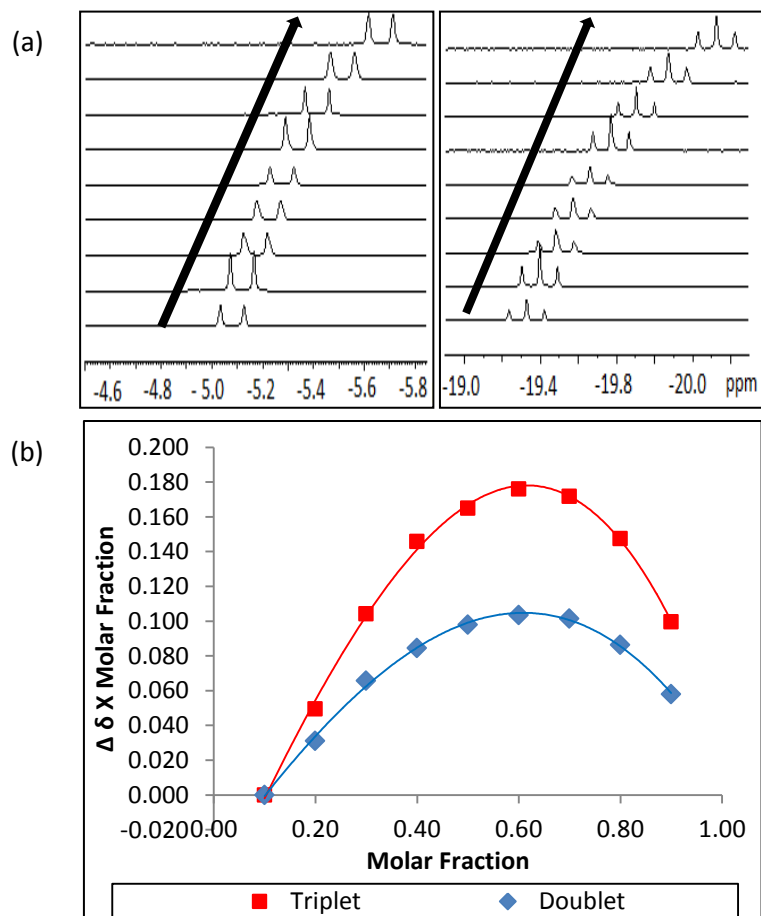 (a)
-4.6 -4.8 - 5.0 -5.2 -5.4 -5.6 -5.8
-19.0 -19.4 -19.8 -20.0 ppm
(b)
0.200
0.180
0.160
0.140
0.120
0.100
0.080
0.060
0.040
0.020
0.000
-0.020
0.00 0.20 0.40 0.60 0.80 1.00
Δ δ X Molar Fraction
Molar Fraction
Triplet Doublet